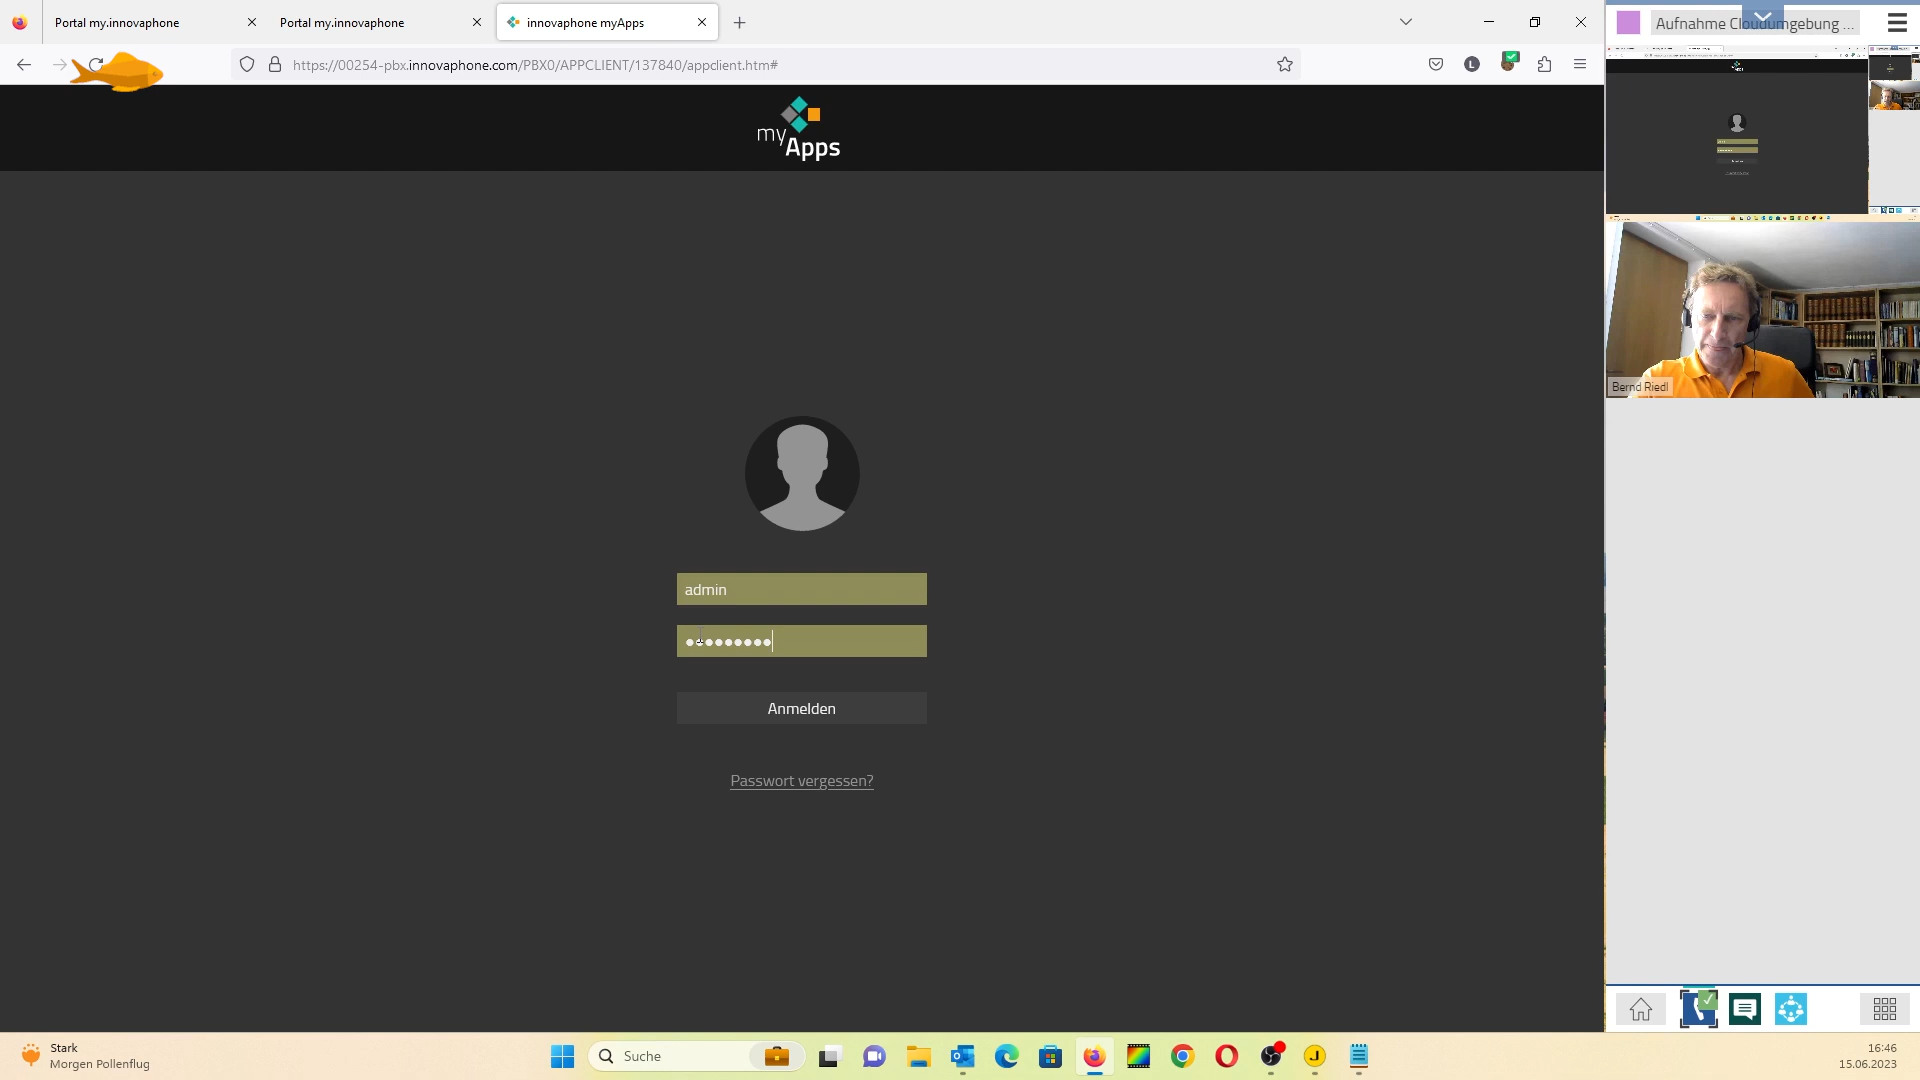 Portal my.innovaphone
Portal my.innovaphone
innovaphone myApps
https://00254-pbx.innovaphone.com/PBX0/APPCLIENT/137840/appclient.htm#
L
my
Apps
admin
Anmelden
Passwort vergessen?
Aufnahme Cloudumgebung ...
Bernd Riedl
Stark
Morgen Pollenflug
Suche
J
16:46
15.06.2023